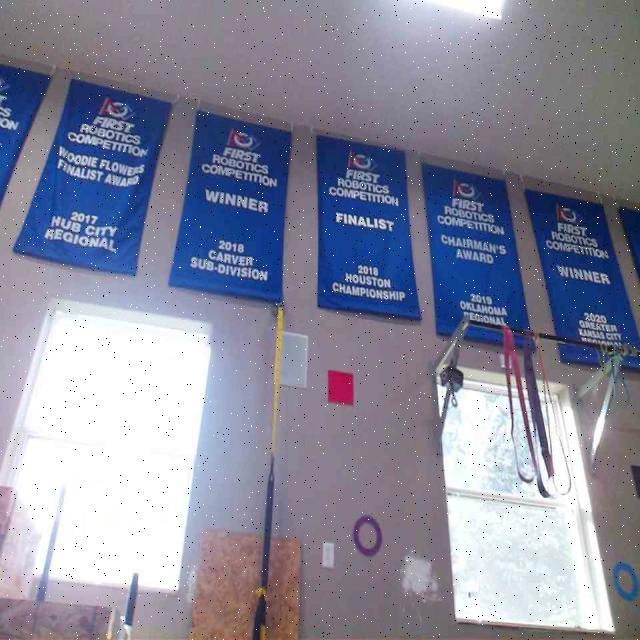 FIRST
ROBOTICS
COMPETITION
WOODIE FLOWERS
FINALIST AWARD
2017
HUB CITY
REGIONAL
FIRST
ROBOTICS
COMPETITION
WINNER
2018
CARVER
SUB-DIVISION
FIRST
ROBOTICS
COMPETITION
FINALIST
2018
HOUSTON
CHAMPIONSHIP
FIRST
ROBOTICS
COMPETITION
CHAIRMAN'S
AWARD
2019
OKLAHOMA
REGIONAL
FIRST
ROBOTICS
COMPETITION
WINNER
2020
GREATER
KANSAS CITY